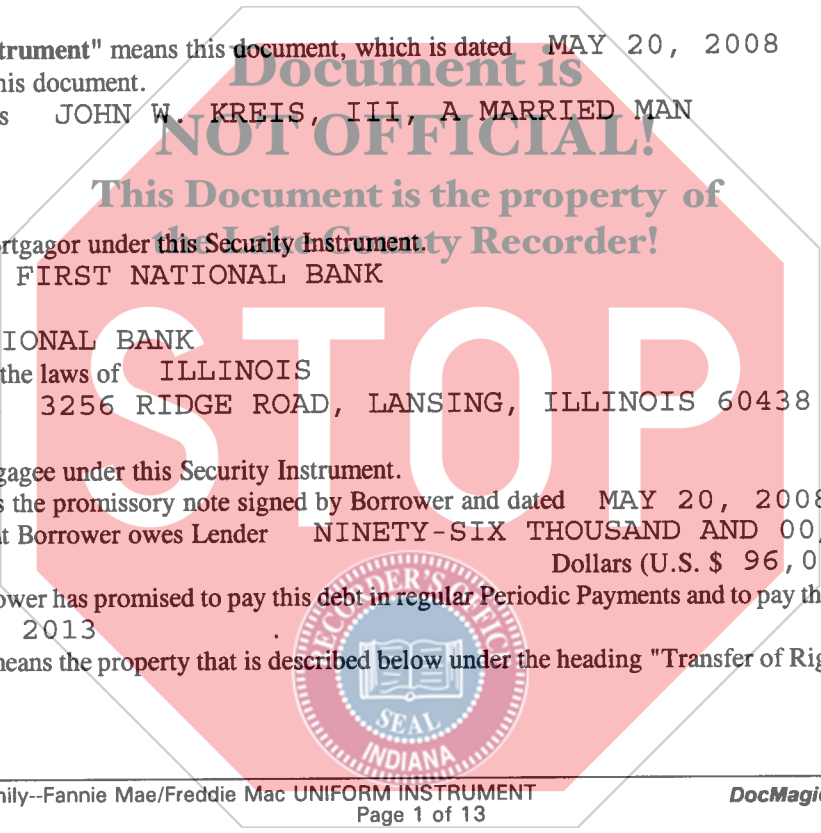 trument" means this document, which is dated MAY 20, 2008
Document is
his document.
s JOHN W. KREIS, III, A MARRIED MAN
NOT OFFICIAL!
This Document is the property of
rtgagor under this Security Instrument.
the Lake County Recorder!
FIRST NATIONAL BANK
STOP
IONAL BANK
the laws of ILLINOIS
3256 RIDGE ROAD, LANSING, ILLINOIS 60438
gagee under this Security Instrument.
s the promissory note signed by Borrower and dated MAY 20, 2008
t Borrower owes Lender NINETY-SIX THOUSAND AND 00
Dollars (U.S. $ 96,0
ower has promised to pay this debt in regular Periodic Payments and to pay th
2013 .
means the property that is described below under the heading "Transfer of Rig
RECORDER'S OFFICE
SEAL
INDIANA
mily--Fannie Mae/Freddie Mac UNIFORM INSTRUMENT
DocMagic
Page 1 of 13